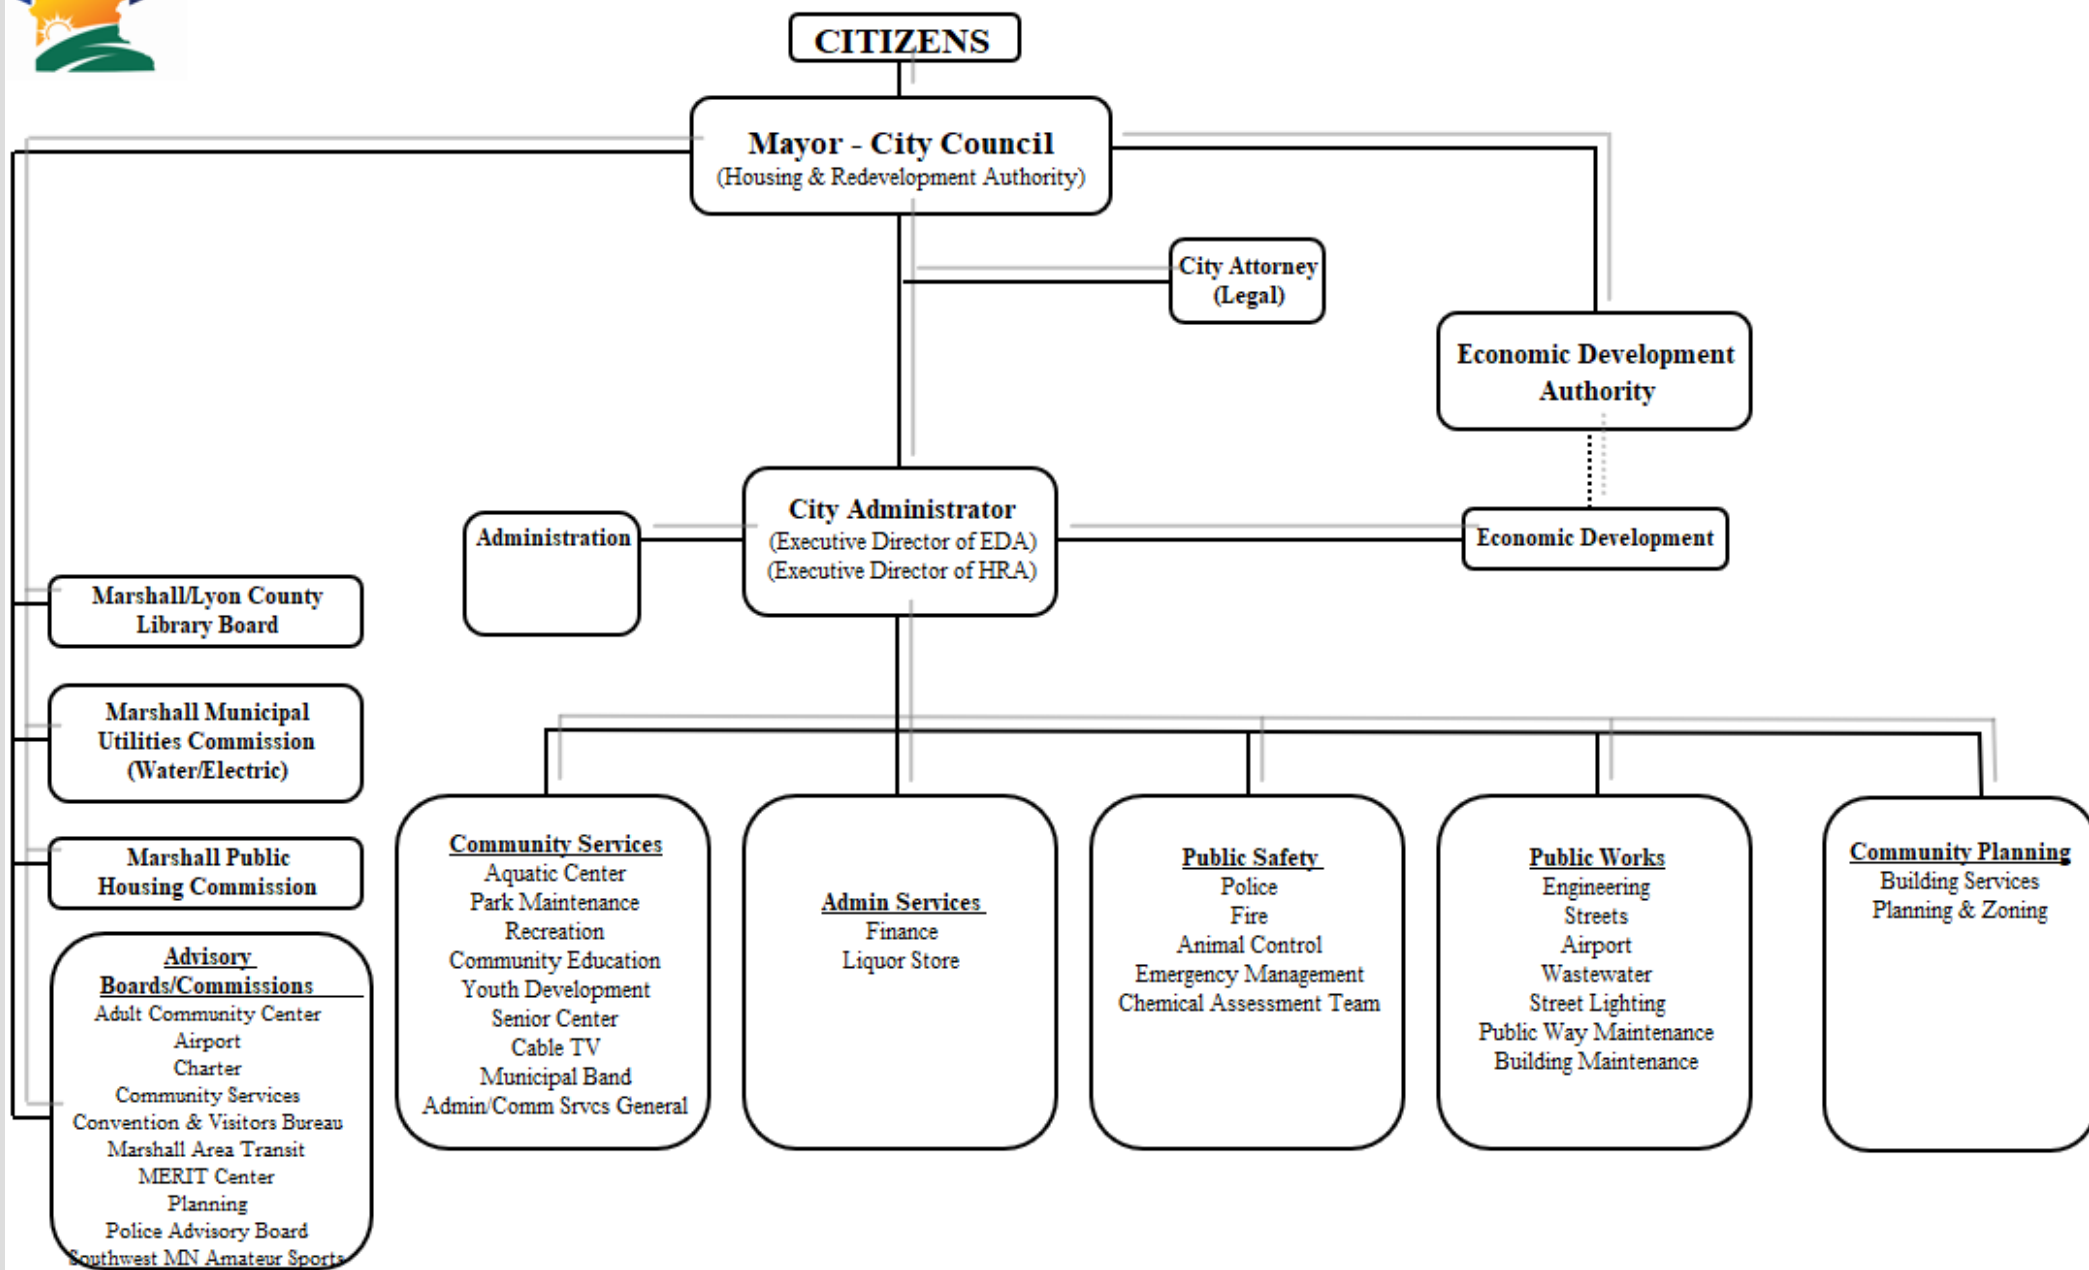 CITIZENS
Mayor - City Council
(Housing & Redevelopment Authority)
City Attorney
(Legal)
Economic Development
Authority
City Administrator
(Executive Director of EDA)
(Executive Director of HRA)
Administration
Economic Development
Marshall/Lyon County
Library Board
Marshall Municipal
Utilities Commission
(Water/Electric)
Marshall Public
Housing Commission
Advisory
Boards/Commissions
Adult Community Center
Airport
Charter
Community Services
Convention & Visitors Bureau
Marshall Area Transit
MERIT Center
Planning
Police Advisory Board
Southwest MN Amateur Sports
Community Services
Aquatic Center
Park Maintenance
Recreation
Community Education
Youth Development
Senior Center
Cable TV
Municipal Band
Admin/Comm Srvcs General
Admin Services
Finance
Liquor Store
Public Safety
Police
Fire
Animal Control
Emergency Management
Chemical Assessment Team
Public Works
Engineering
Streets
Airport
Wastewater
Street Lighting
Public Way Maintenance
Building Maintenance
Community Planning
Building Services
Planning & Zoning